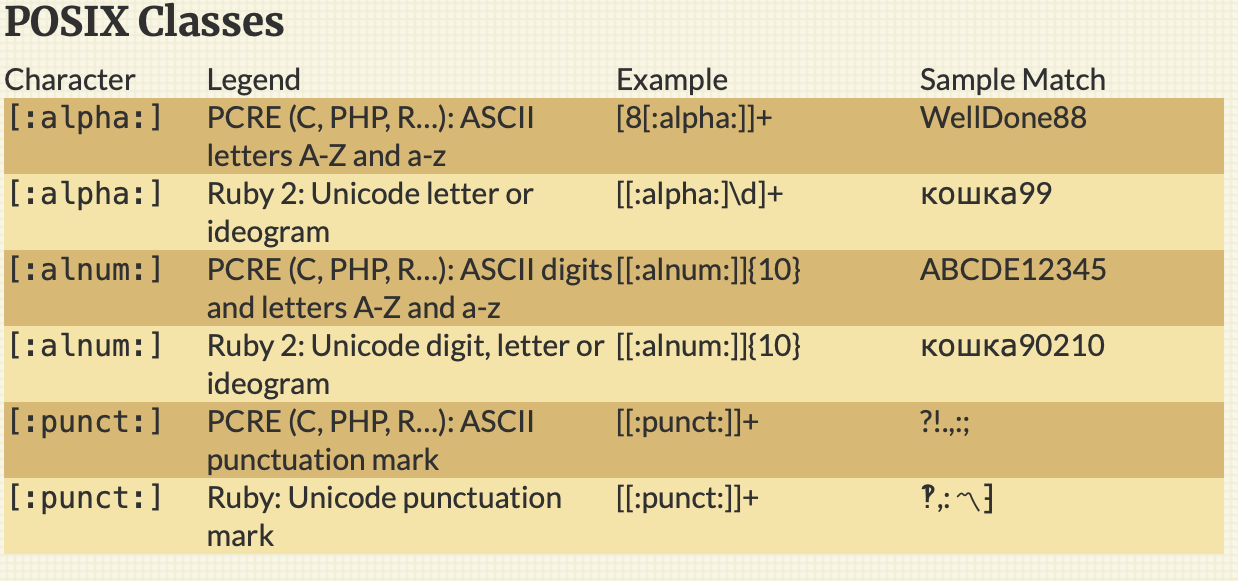 POSIX Classes
Character Legend Example Sample Match
[:alpha:] PCRE (C, PHP, R…): ASCII [8[:alpha:]]+ WellDone88
letters A-Z and a-z
[:alpha:] Ruby 2: Unicode letter or [[:alpha:]\d]+ кошка99
ideogram
[:alnum:] PCRE (C, PHP, R…): ASCII digits [[:alnum:]]{10} ABCDE12345
and letters A-Z and a-z
[:alnum:] Ruby 2: Unicode digit, letter or [[:alnum:]]{10} кошка90210
ideogram
[:punct:] PCRE (C, PHP, R…): ASCII [[:punct:]]+ ?!.,:;
punctuation mark
[:punct:] Ruby: Unicode punctuation [[:punct:]]+ ‽,: 〽⁆
mark